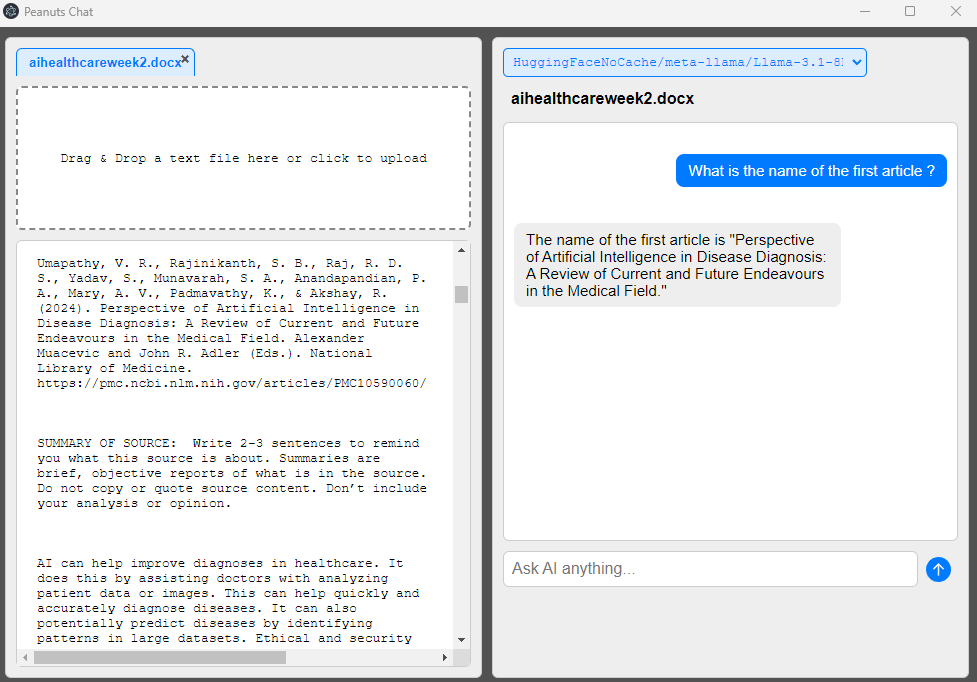 Peanuts Chat
aihealthcareweek2.docx
Drag & Drop a text file here or click to upload
Umapathy, V. R., Rajinikanth, S. B., Raj, R. D.
S., Yadav, S., Munavarah, S. A., Anandapandian, P.
A., Mary, A. V., Padmavathy, K., & Akshay, R.
(2024). Perspective of Artificial Intelligence in
Disease Diagnosis: A Review of Current and Future
Endeavours in the Medical Field. Alexander
Muacevic and John R. Adler (Eds.). National
Library of Medicine.
https://pmc.ncbi.nlm.nih.gov/articles/PMC10590060/
SUMMARY OF SOURCE:  Write 2-3 sentences to remind
you what this source is about. Summaries are
brief, objective reports of what is in the source.
Do not copy or quote source content. Don’t include
your analysis or opinion.
AI can help improve diagnoses in healthcare. It
does this by assisting doctors with analyzing
patient data or images. This can help quickly and
accurately diagnose diseases. It can also
potentially predict diseases by identifying
patterns in large datasets. Ethical and security
HuggingFaceNoCache/meta-llama/Llama-3.1-8
aihealthcareweek2.docx
What is the name of the first article ?
The name of the first article is "Perspective
of Artificial Intelligence in Disease Diagnosis:
A Review of Current and Future Endeavours
in the Medical Field."
Ask AI anything...